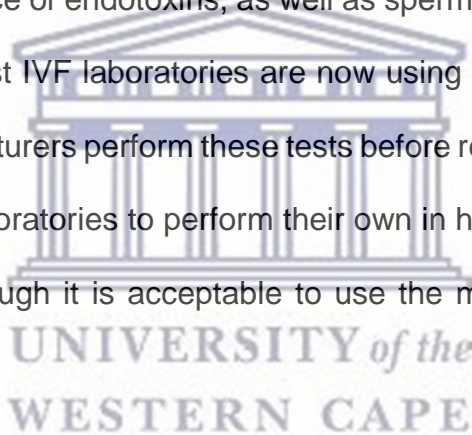 ce of endotoxins, as well as sperm
st IVF laboratories are now using
turers perform these tests before re
oratories to perform their own in h
ugh it is acceptable to use the m
UNIVERSITY of the
WESTERN CAPE